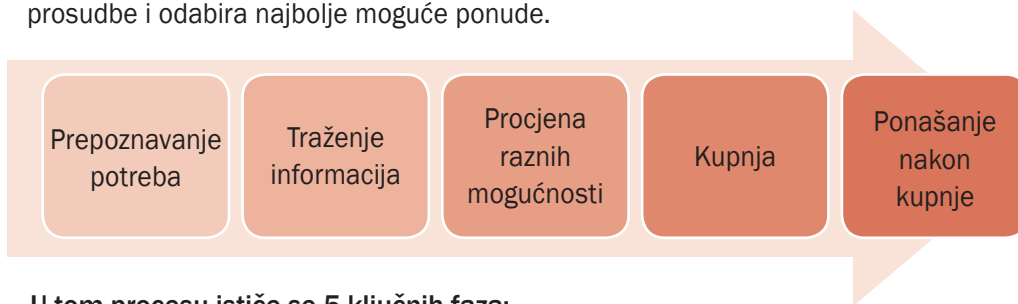 prosudbe i odabira najbolje moguće ponude.
Prepoznavanje
potreba
Traženje
informacija
Procjena
raznih
mogućnosti
Kupnja
Ponašanje
nakon
kupnje
U tom procesu ističe se 5 ključnih faza: